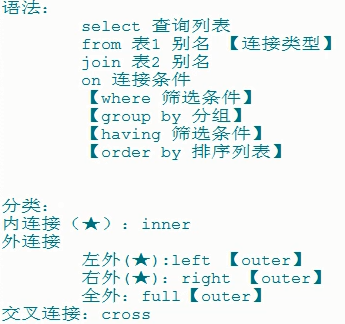 语法：
select 查询列表
from 表1 别名 【连接类型】
join 表2 别名
on 连接条件
【where 筛选条件】
【group by 分组】
【having 筛选条件】
【order by 排序列表】
分类：
内连接（★）：inner
外连接
左外(★):left 【outer】
右外(★)：right 【outer】
全外：full【outer】
交叉连接：cross